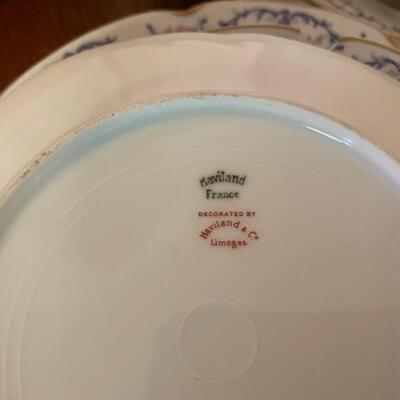 Haviland
France
DECORATED BY
Haviland & Co
Limoges.